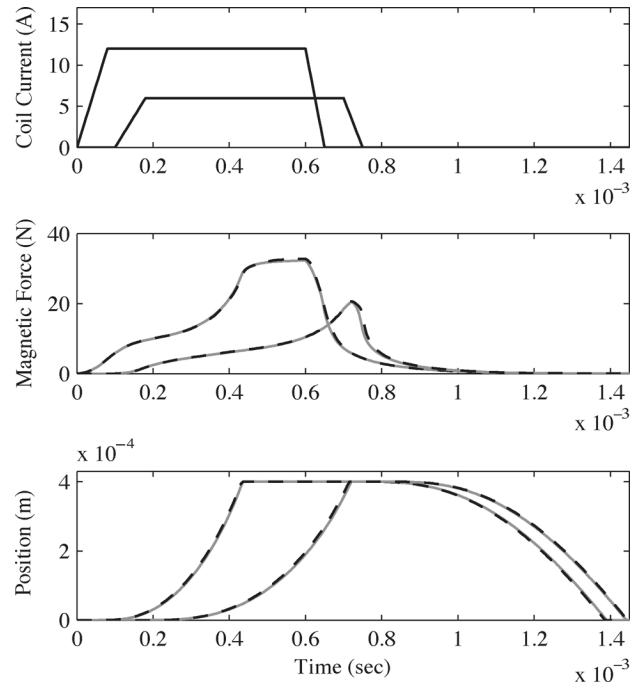 Coil Current (A)
15
10
5
0
0 0.2 0.4 0.6 0.8 1 1.2 1.4
x 10⁻³
Magnetic Force (N)
40
20
0
0 0.2 0.4 0.6 0.8 1 1.2 1.4
x 10⁻³
x 10⁻⁴
Position (m)
4
2
0
0 0.2 0.4 0.6 0.8 1 1.2 1.4
Time (sec)
x 10⁻³